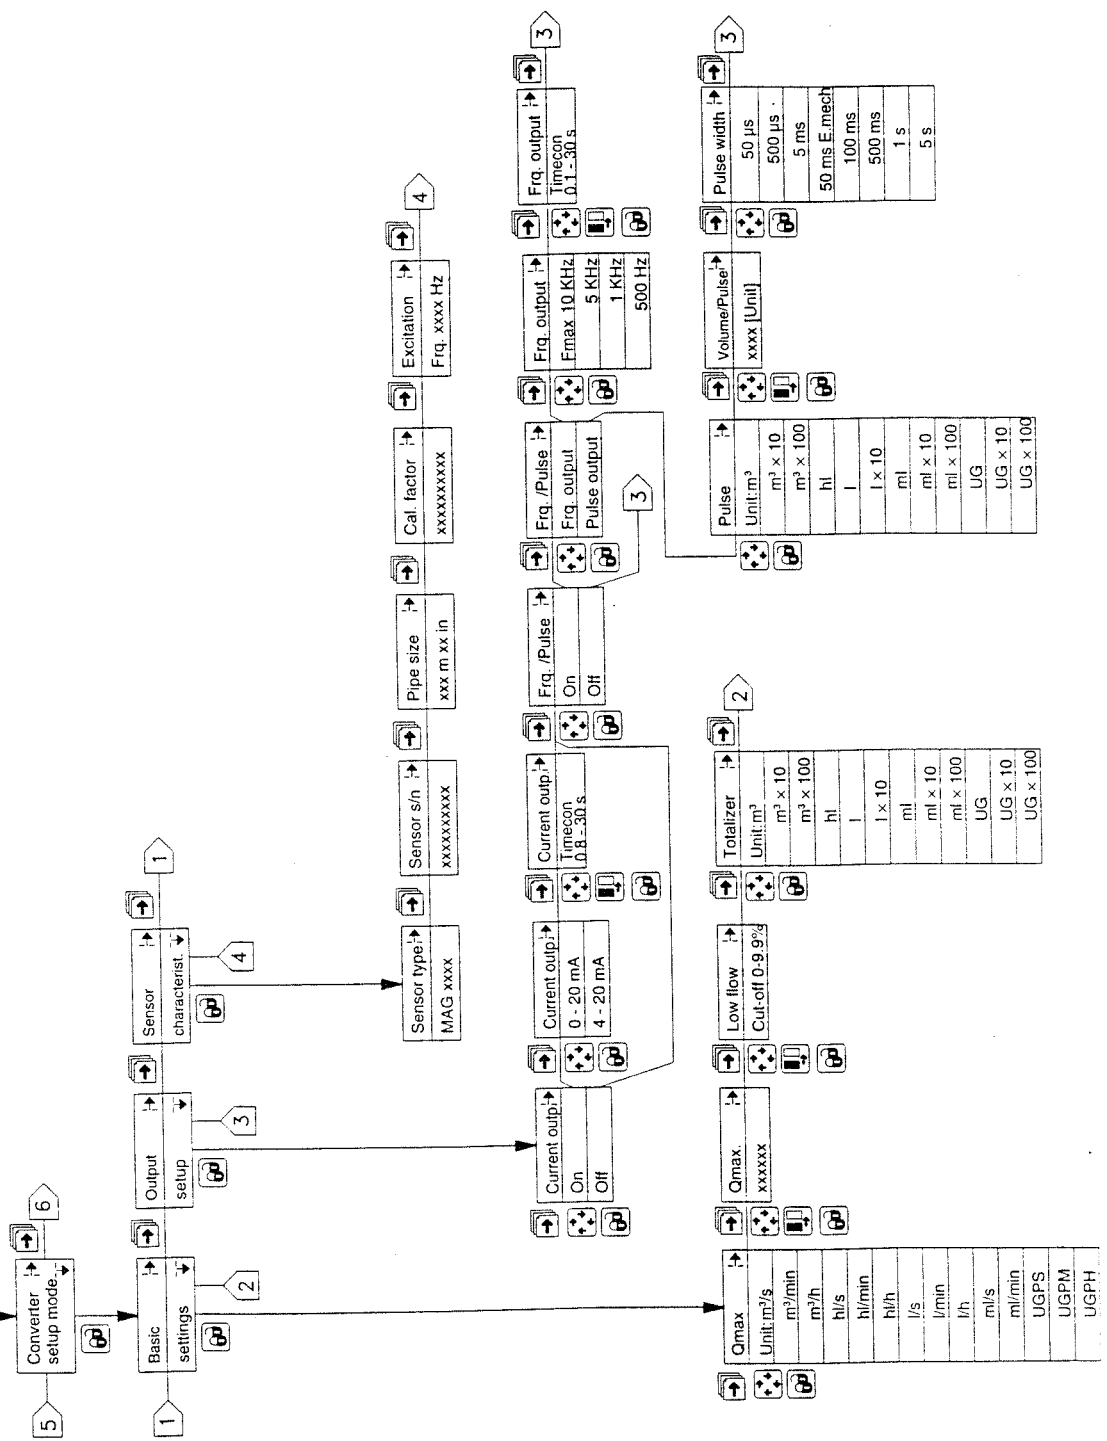 5
Converter
setup mode
6
1
Basic
settings
2
Output
setup
3
Sensor
characterist.
4
1
Sensor type
MAG xxxx
Sensor s/n
xxxxxxxxxx
Pipe size
xxx m xx in
Cal. factor
xxxxxxxxxx
Excitation
Frq. xxxx Hz
4
Current outp.
On
Off
Current outp.
0 - 20 mA
4 - 20 mA
Current outp.
Timecon
0.8 - 30 s
Frq. /Pulse
On
Off
3
Frq. /Pulse
Frq. output
Pulse output
Frq. output
Fmax 10 KHz
5 KHz
1 KHz
500 Hz
Frq. output
Timecon
0.1 - 30 s
3
Pulse
Unit: m³
m³ × 10
m³ × 100
hl
l
l × 10
ml
ml × 10
ml × 100
UG
UG × 10
UG × 100
Volume/Pulse
xxxx [Unit]
Pulse width
50 µs
500 µs
5 ms
50 ms E.mech
100 ms
500 ms
1 s
5 s
3
Qmax
Unit: m³/s
m³/min
m³/h
hl/s
hl/min
hl/h
l/s
l/min
l/h
ml/s
ml/min
UGPS
UGPM
UGPH
Qmax.
xxxxxx
Low flow
Cut-off 0-9.9%
Totalizer
Unit: m³
m³ × 10
m³ × 100
hl
l
l × 10
ml
ml × 10
ml × 100
UG
UG × 10
UG × 100
2